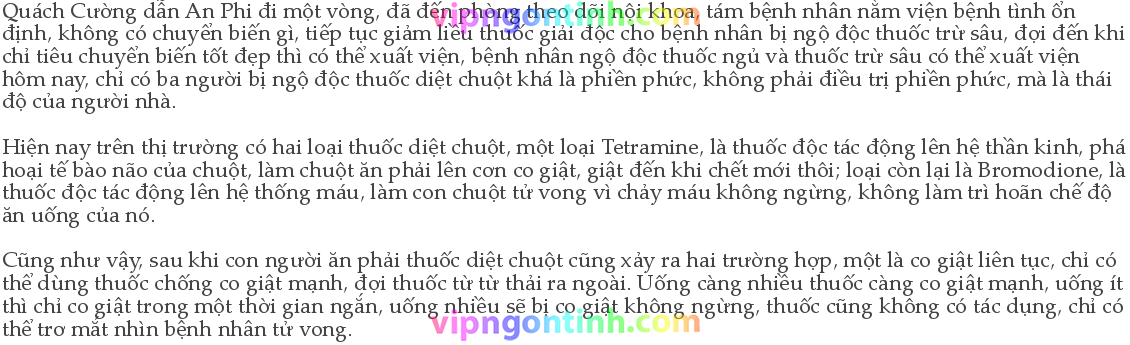 Quách Cường dẫn An Phi đi một vòng, đã đến phòng theo dõi nội khoa, tám bệnh nhân nằm viện bệnh tình ổn
định, không có chuyển biến gì, tiếp tục giảm liều thuốc giải độc cho bệnh nhân bị ngộ độc thuốc trừ sâu, đợi đến khi
chỉ tiêu chuyển biến tốt đẹp thì có thể xuất viện, bệnh nhân ngộ độc thuốc ngủ và thuốc trừ sâu có thể xuất viện
hôm nay, chỉ có ba người bị ngộ độc thuốc diệt chuột khá là phiền phức, không phải điều trị phiền phức, mà là thái
độ của người nhà.
Hiện nay trên thị trường có hai loại thuốc diệt chuột, một loại Tetramine, là thuốc độc tác động lên hệ thần kinh, phá
hoại tế bào não của chuột, làm chuột ăn phải lên cơn co giật, giật đến khi chết mới thôi; loại còn lại là Bromodione, là
thuốc độc tác động lên hệ thống máu, làm con chuột tử vong vì chảy máu không ngừng, không làm trì hoãn chế độ
ăn uống của nó.
Cũng như vậy, sau khi con người ăn phải thuốc diệt chuột cũng xảy ra hai trường hợp, một là co giật liên tục, chỉ có
thể dùng thuốc chống co giật mạnh, đợi thuốc từ từ thải ra ngoài. Uống càng nhiều thuốc càng co giật mạnh, uống ít
thì chỉ co giật trong một thời gian ngắn, uống nhiều sẽ bị co giật không ngừng, thuốc cũng không có tác dụng, chỉ có
thể trơ mắt nhìn bệnh nhân tử vong.
vipngontinh.com
vipngontinh.com